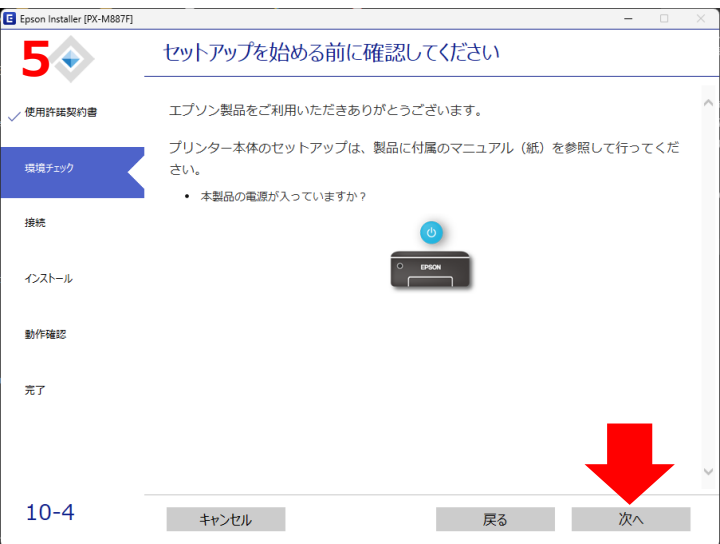 Epson Installer [PX-M887F]
5
セットアップを始める前に確認してください
使用許諾契約書
環境チェック
接続
インストール
動作確認
完了
エプソン製品をご利用いただきありがとうございます。
プリンター本体のセットアップは、製品に付属のマニュアル（紙）を参照して行ってくだ
さい。
• 本製品の電源が入っていますか？
EPSON
10-4
キャンセル
戻る
次へ